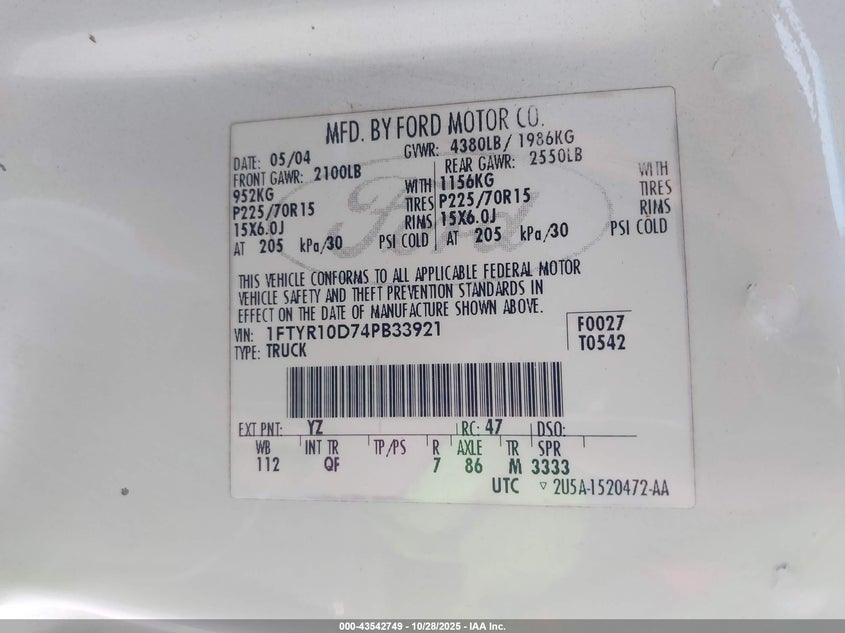 MFD. BY FORD MOTOR CO.
DATE: 05/04 GVWR: 4380LB/ 1986KG
FRONT GAWR: 2100LB REAR GAWR: 2550LB
952KG WITH 1156KG WITH
P225/70R15 TIRES P225/70R15 TIRES
15X6.0J RIMS 15X6.0J RIMS
AT 205 kPa/30 PSI COLD AT 205 kPa/30 PSI COLD
Ford
THIS VEHICLE CONFORMS TO ALL APPLICABLE FEDERAL MOTOR
VEHICLE SAFETY AND THEFT PREVENTION STANDARDS IN
EFFECT ON THE DATE OF MANUFACTURE SHOWN ABOVE.
VIN: 1FTYR10D74PB33921 F0027
TYPE: TRUCK T0542
EXT PNT: YZ RC: 47 DSO:
WB INT TR TP/PS R AXLE TR SPR
112 QF 7 86 M 3333
UTC ▽ 2U5A-1520472-AA
000-43542749 - 10/28/2025 - IAA Inc.